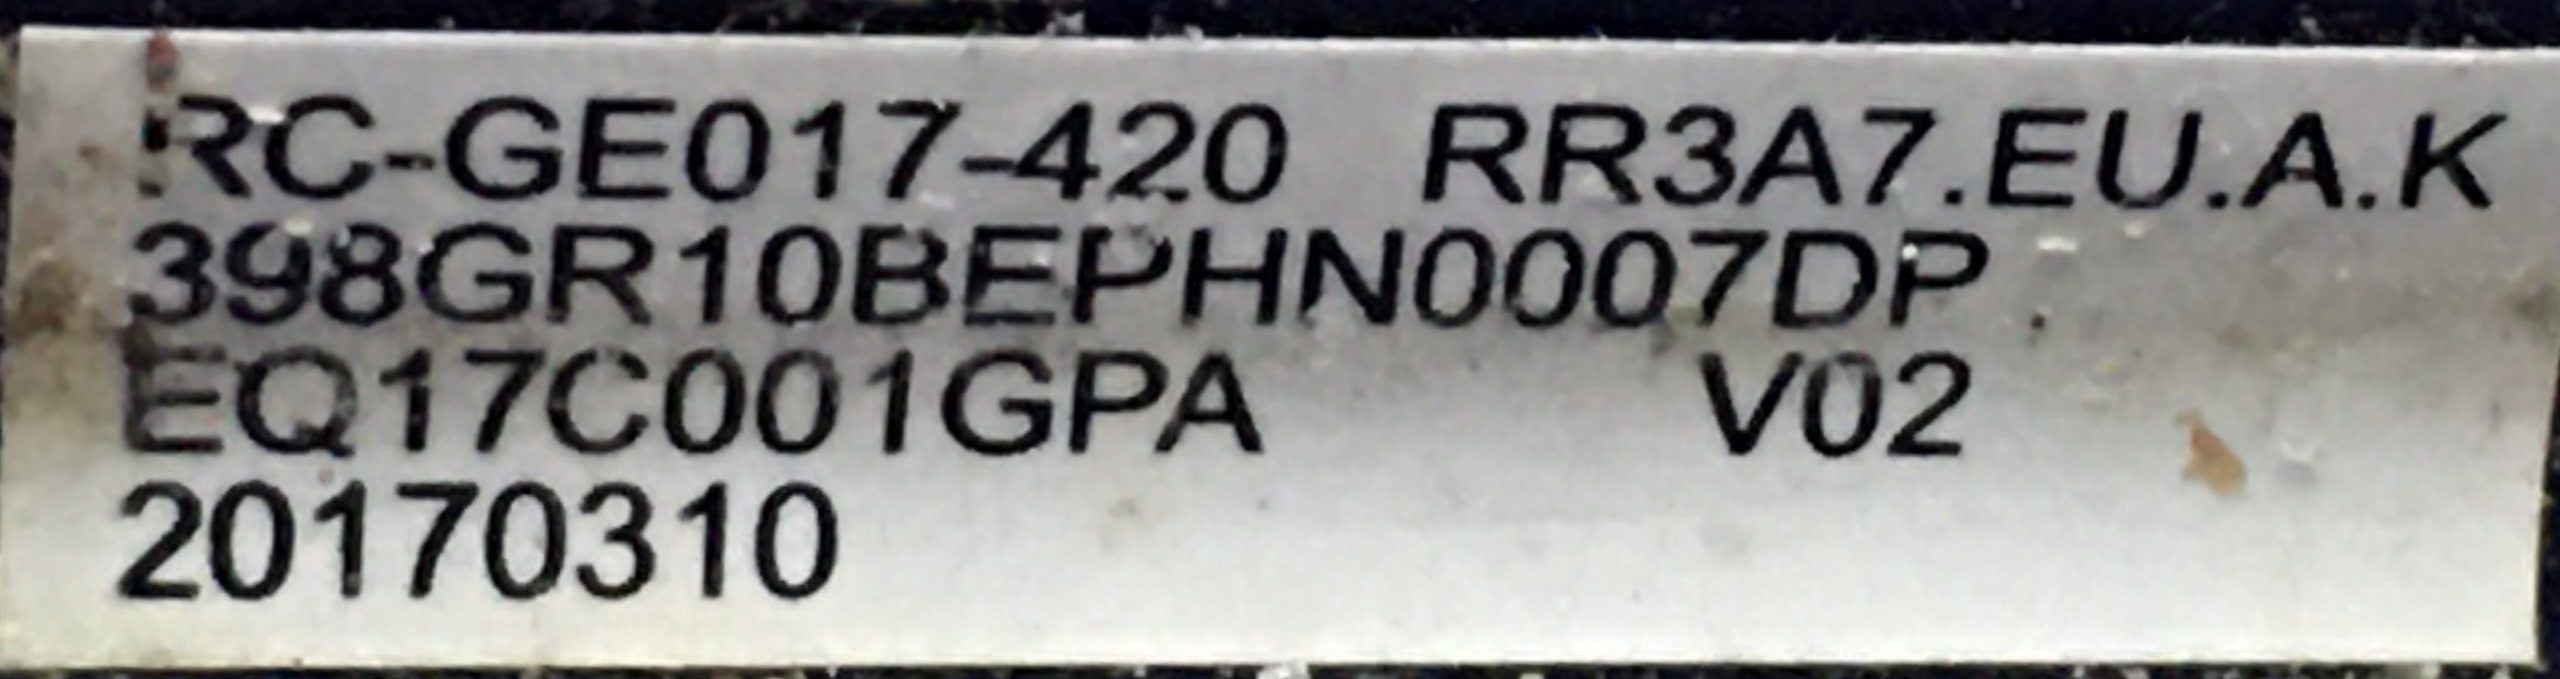 RC-GE017-420 RR3A7.EU.A.K
398GR10BEPHN0007DP
EQ17C001GPA V02
20170310